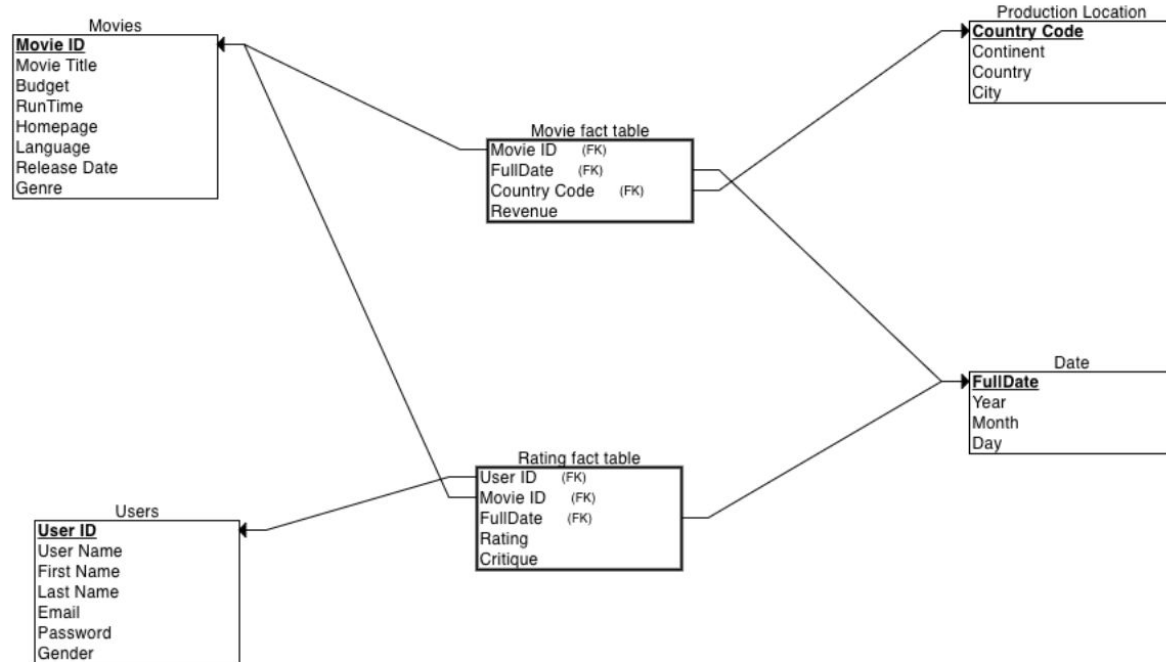 Movies
Movie ID
Movie Title
Budget
RunTime
Homepage
Language
Release Date
Genre
Production Location
Country Code
Continent
Country
City
Movie fact table
Movie ID (FK)
FullDate (FK)
Country Code (FK)
Revenue
Date
FullDate
Year
Month
Day
Rating fact table
User ID (FK)
Movie ID (FK)
FullDate (FK)
Rating
Critique
Users
User ID
User Name
First Name
Last Name
Email
Password
Gender